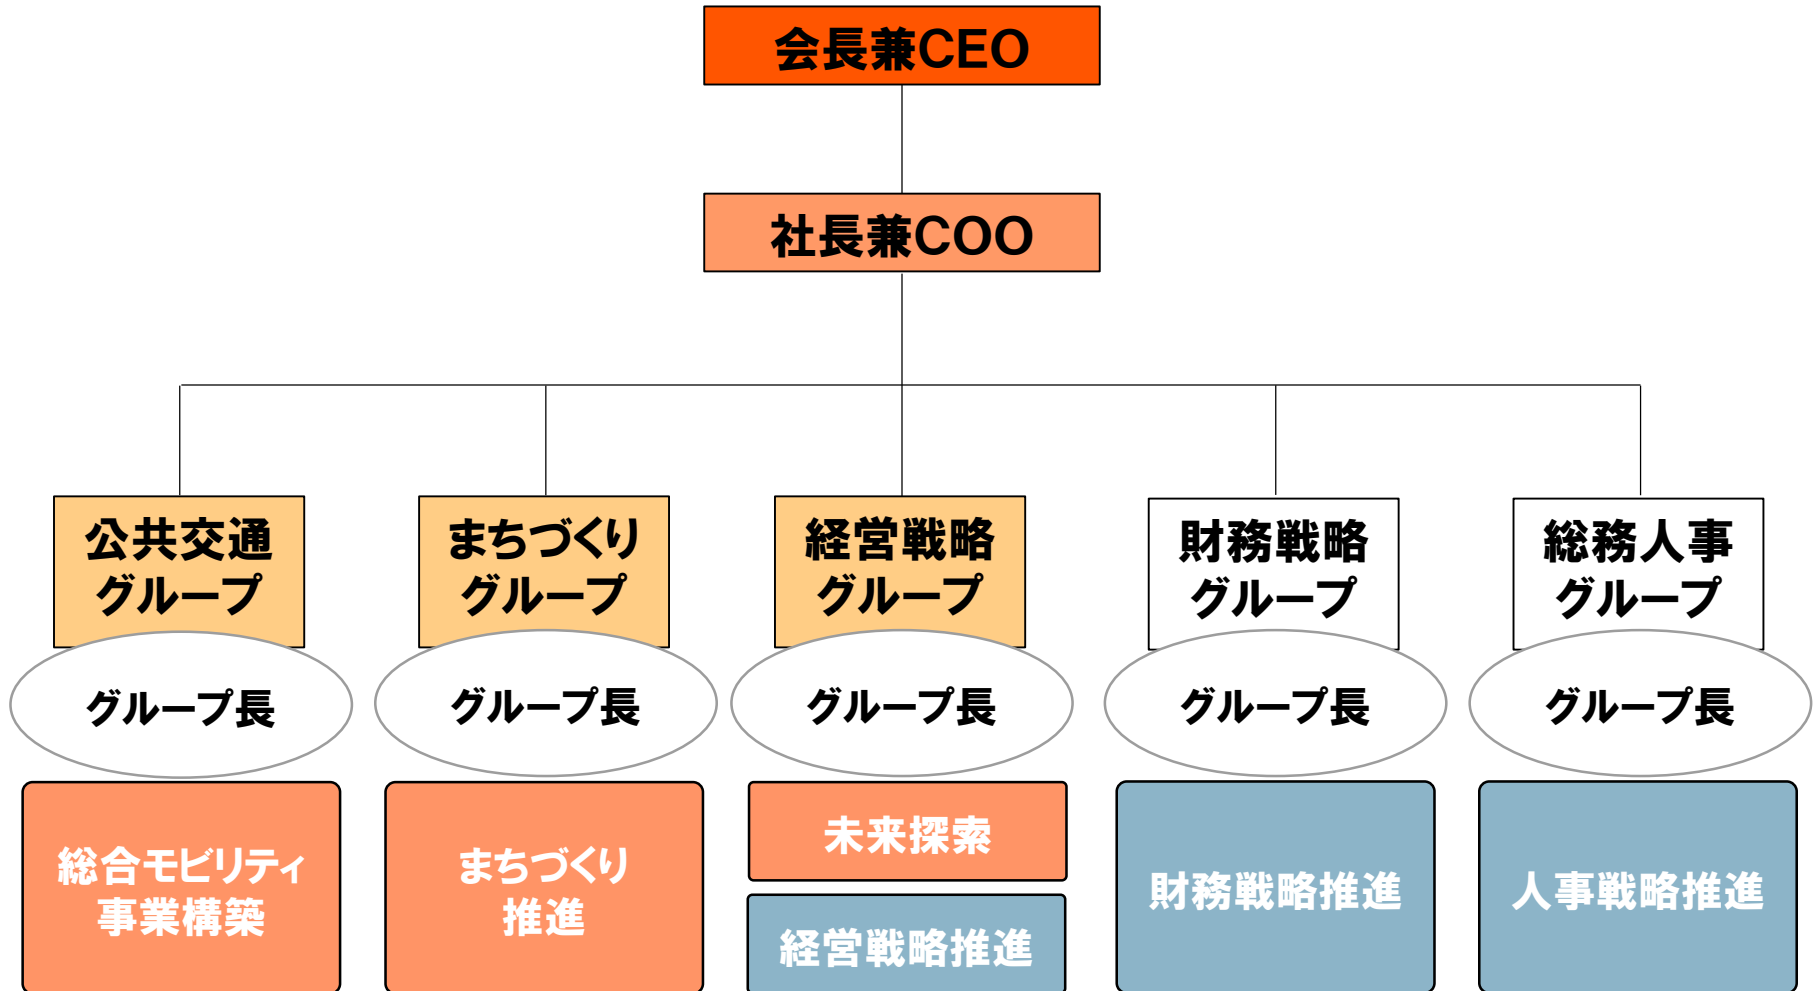 会長兼CEO
社長兼COO
公共交通
グループ
まちづくり
グループ
経営戦略
グループ
財務戦略
グループ
総務人事
グループ
グループ長
グループ長
グループ長
グループ長
グループ長
総合モビリティ
事業構築
まちづくり
推進
未来探索
経営戦略推進
財務戦略推進
人事戦略推進